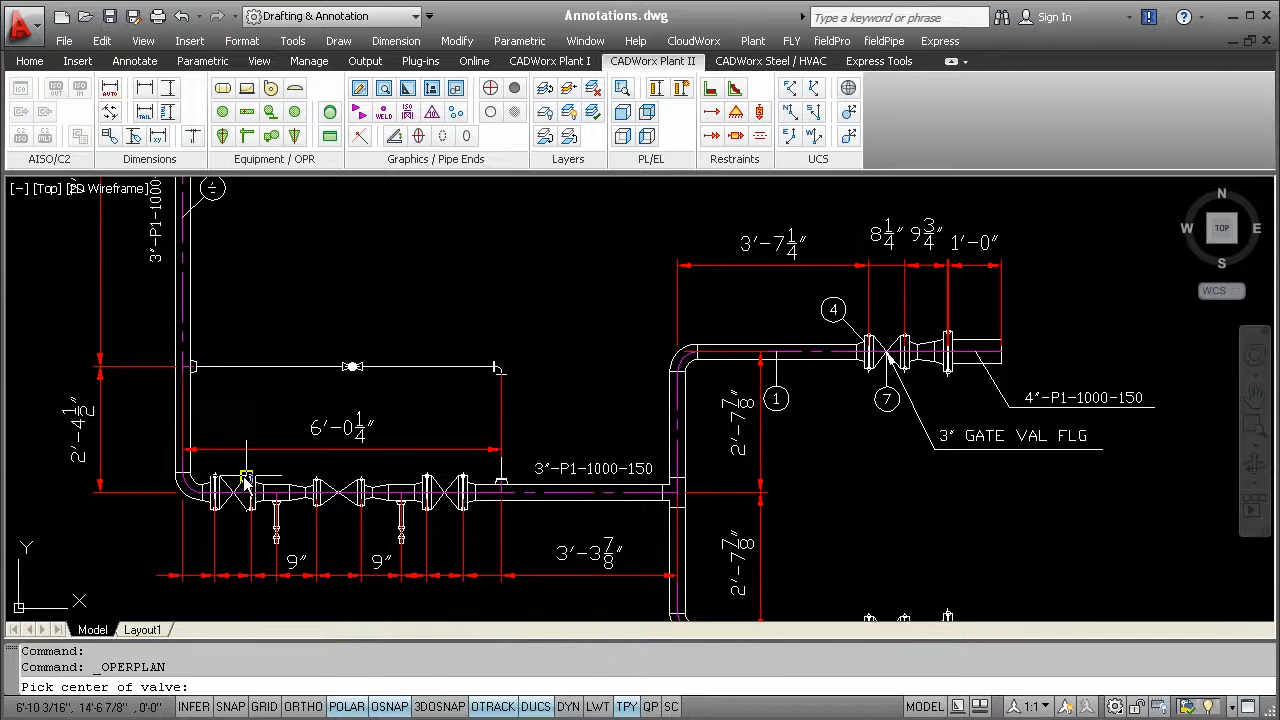 Drafting & Annotation
Annotations.dwg
Type a keyword or phrase
Sign In
File Edit View Insert Format Tools Draw Dimension Modify Parametric Window Help CloudWorx Plant FLY fieldPro fieldPipe Express
Home Insert Annotate Parametric View Manage Output Plug-ins Online CADWorx Plant I CADWorx Plant II CADWorx Steel / HVAC Express Tools
AISO/C2 Dimensions Equipment / OPR Graphics / Pipe Ends Layers PL/EL Restraints UCS
[−] [Top] [2D Wireframe]
N
W TOP E
S
WCS
3"-P1-1000
3'-7 1/4"
8 1/4"
9 3/4"
1'-0"
4
1
7
4"-P1-1000-150
3" GATE VAL FLG
2'-4 1/2"
6'-0 1/4"
3"-P1-1000-150
2'-7 7/8"
9"
9"
3'-3 7/8"
2'-7 7/8"
Y
X
Model Layout1
Command:
Command: _OPERPLAN
Pick center of valve:
6'-10 3/16", 14'-6 7/8", 0'-0" INFER SNAP GRID ORTHO POLAR OSNAP 3DOSNAP OTRACK DUCS DYN LWT TPY QP SC MODEL 1:1